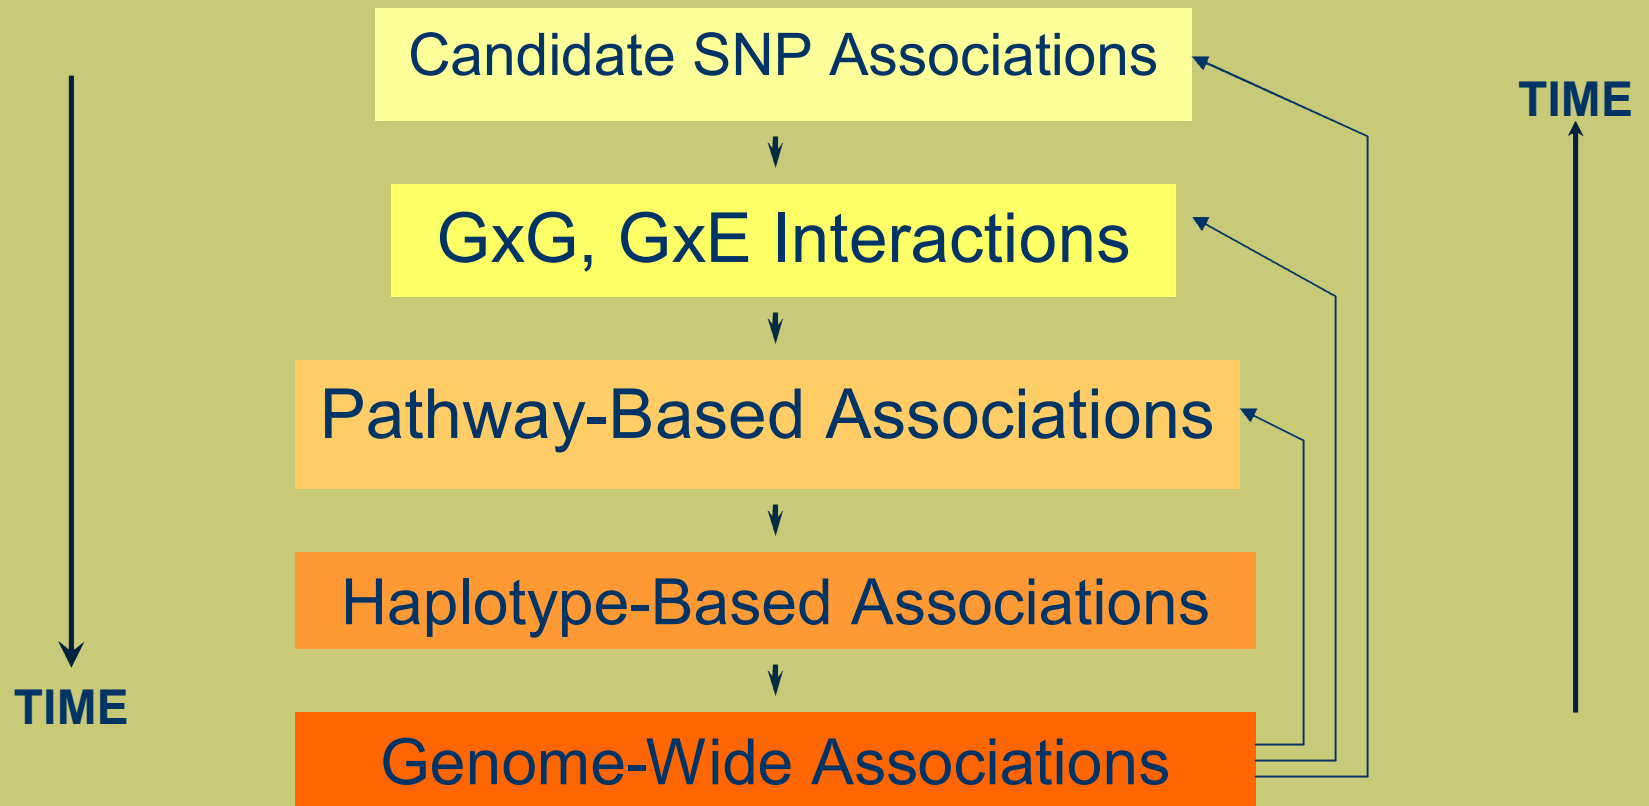 Candidate SNP Associations
TIME
GxG, GxE Interactions
Pathway-Based Associations
Haplotype-Based Associations
TIME
Genome-Wide Associations